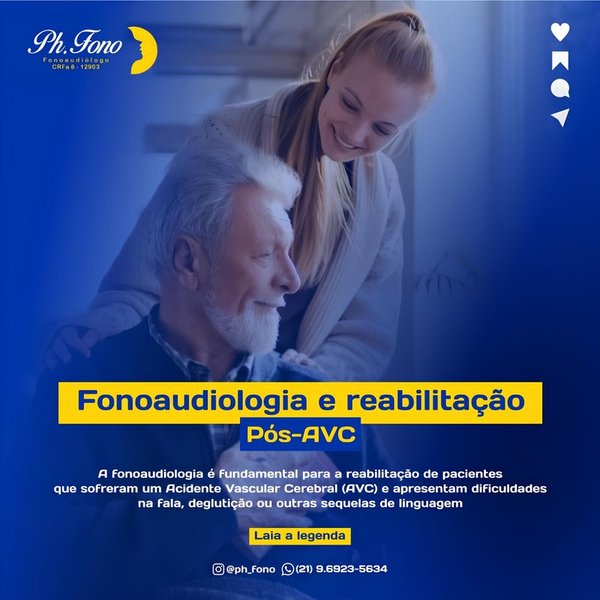 Ph. Fono
Fonoaudiólogo
CRFa 8 - 12903
Fonoaudiologia e reabilitação
Pós-AVC
A fonoaudiologia é fundamental para a reabilitação de pacientes
que sofreram um Acidente Vascular Cerebral (AVC) e apresentam dificuldades
na fala, deglutição ou outras sequelas de linguagem
Laia a legenda
@ph_fono (21) 9.6923-5634